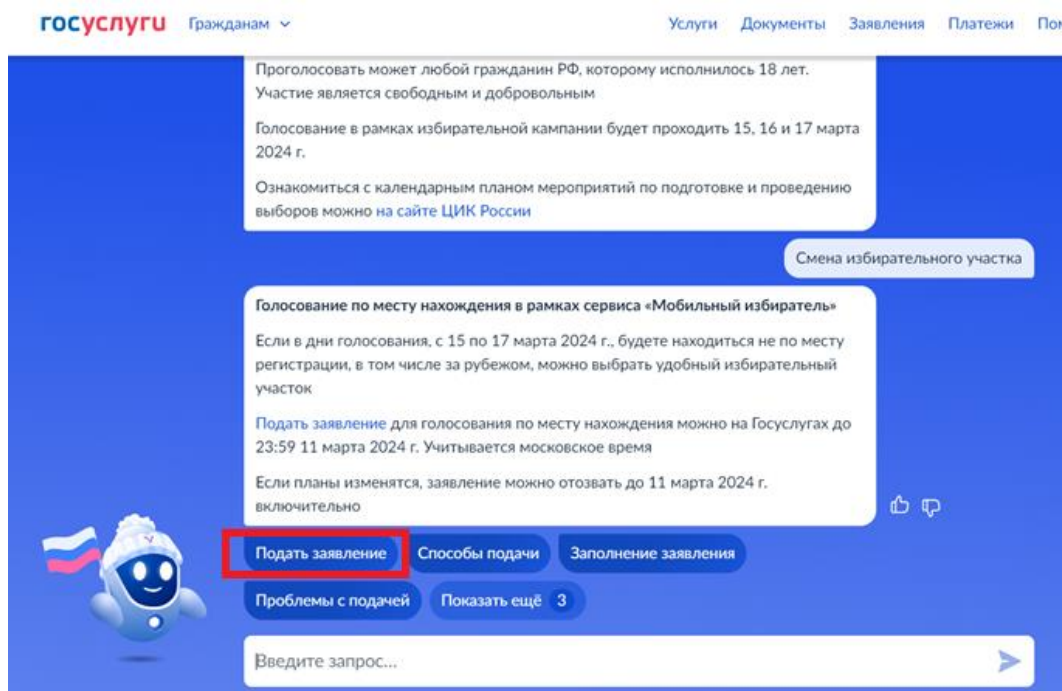 госуслуги Гражданам Услуги Документы Заявления Платежи
Проголосовать может любой гражданин РФ, которому исполнилось 18 лет.
Участие является свободным и добровольным
Голосование в рамках избирательной кампании будет проходить 15, 16 и 17 марта
2024 г.
Ознакомиться с календарным планом мероприятий по подготовке и проведению
выборов можно на сайте ЦИК России
Смена избирательного участка
Голосование по месту нахождения в рамках сервиса «Мобильный избиратель»
Если в дни голосования, с 15 по 17 марта 2024 г., будете находиться не по месту
регистрации, в том числе за рубежом, можно выбрать удобный избирательный
участок
Подать заявление для голосования по месту нахождения можно на Госуслугах до
23:59 11 марта 2024 г. Учитывается московское время
Если планы изменятся, заявление можно отозвать до 11 марта 2024 г.
включительно
Подать заявление Способы подачи Заполнение заявления
Проблемы с подачей Показать ещё 3
Введите запрос...